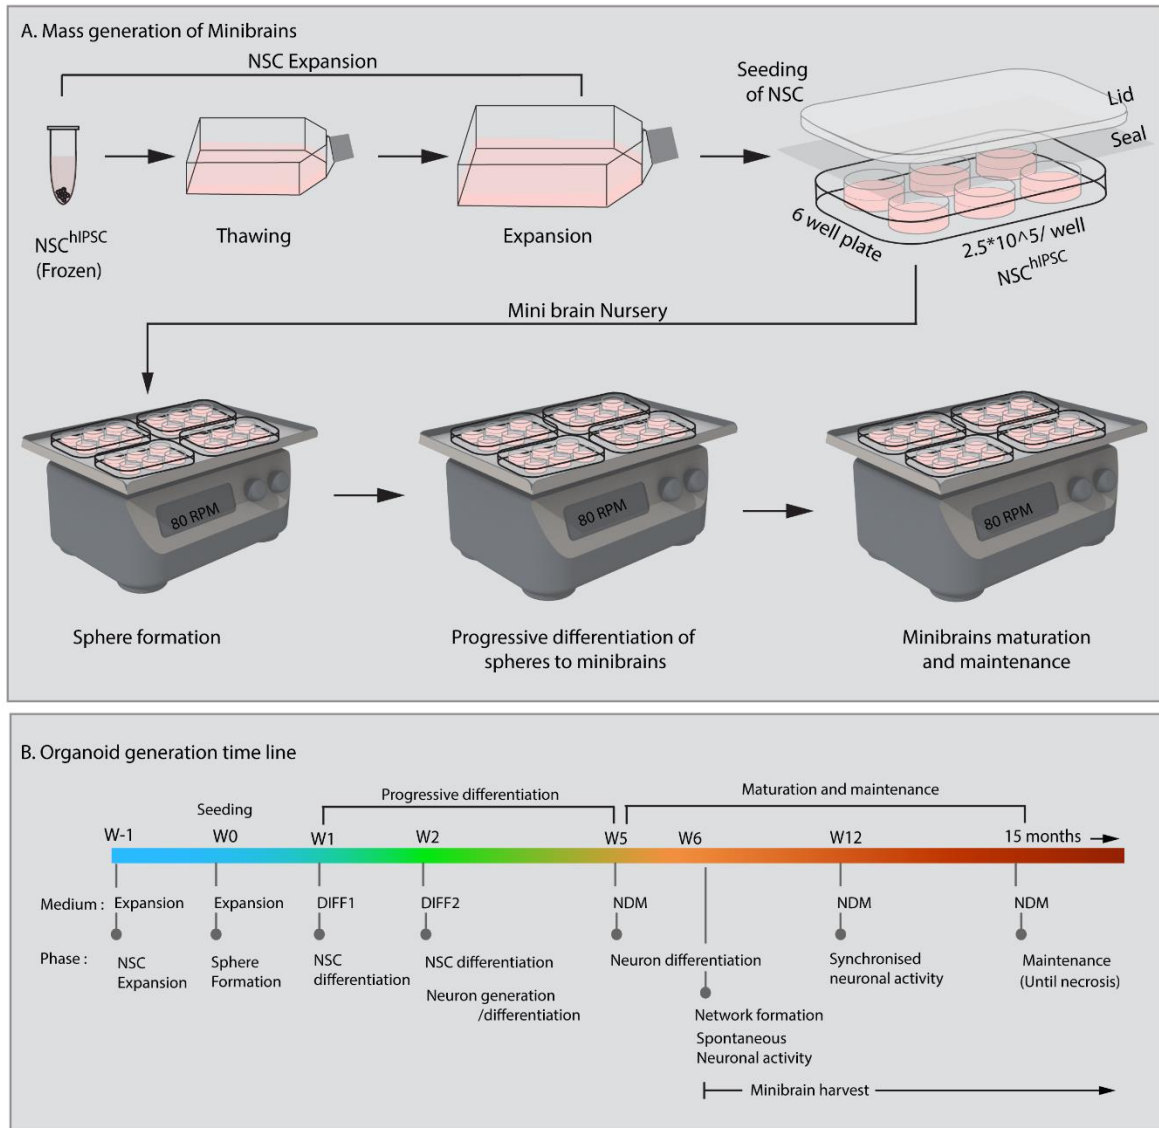 A. Mass generation of Minibrains
NSC Expansion
Seeding
of NSC
Lid
Seal
NSC^hIPSC
(Frozen)
Thawing
Expansion
6 well plate
2.5*10^5/ well
NSC^hIPSC
Mini brain Nursery
80 RPM
80 RPM
80 RPM
Sphere formation
Progressive differentiation of
spheres to minibrains
Minibrains maturation
and maintenance
B. Organoid generation time line
Seeding
Progressive differentiation
Maturation and maintenance
W-1
W0
W1
W2
W5
W6
W12
15 months
Medium :
Expansion
Expansion
DIFF1
DIFF2
NDM
NDM
NDM
Phase :
NSC
Expansion
Sphere
Formation
NSC
differentiation
NSC differentiation
Neuron generation
/differentiation
Neuron differentiation
Network formation
Spontaneous
Neuronal activity
Synchronised
neuronal activity
Maintenance
(Until necrosis)
Minibrain harvest